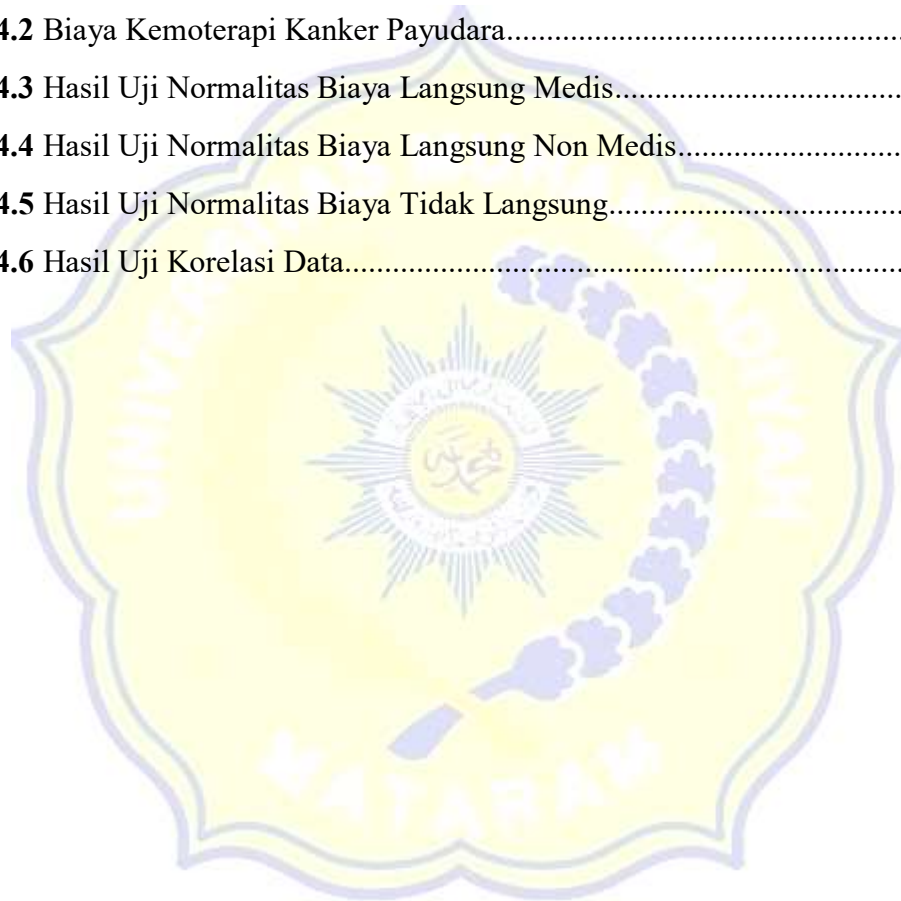 4.2 Biaya Kemoterapi Kanker Payudara..........................................
4.3 Hasil Uji Normalitas Biaya Langsung Medis..............................
4.4 Hasil Uji Normalitas Biaya Langsung Non Medis.......................
4.5 Hasil Uji Normalitas Biaya Tidak Langsung..............................
4.6 Hasil Uji Korelasi Data............................................................
UNIVERSITAS MUHAMMADIYAH
MATARAM